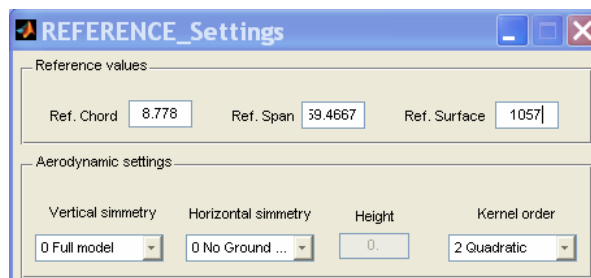 REFERENCE_Settings
Reference values
Ref. Chord 8.778 Ref. Span 59.4667 Ref. Surface 1057
Aerodynamic settings
Vertical simmetry Horizontal simmetry Height Kernel order
0 Full model 0 No Ground ... 0. 2 Quadratic